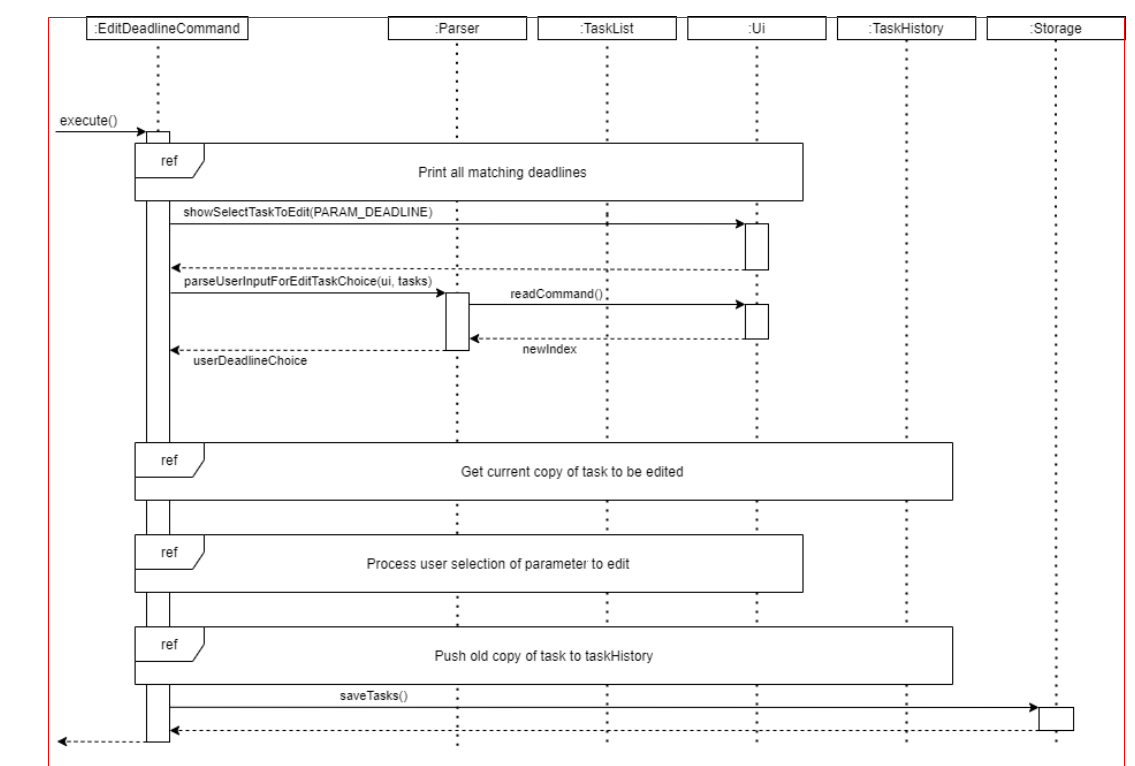 :EditDeadlineCommand
:Parser
:TaskList
:Ui
:TaskHistory
:Storage
execute()
ref
Print all matching deadlines
showSelectTaskToEdit(PARAM_DEADLINE)
parseUserInputForEditTaskChoice(ui, tasks)
readCommand()
newIndex
userDeadlineChoice
ref
Get current copy of task to be edited
ref
Process user selection of parameter to edit
ref
Push old copy of task to taskHistory
saveTasks()